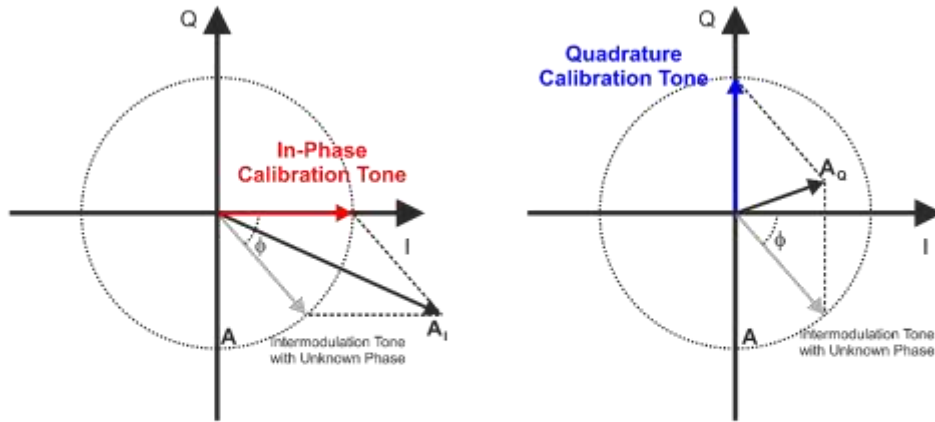 Q
In-Phase
Calibration Tone
I
ϕ
A_I
A
Intermodulation Tone
with Unknown Phase
Q
Quadrature
Calibration Tone
A_Q
I
ϕ
A
Intermodulation Tone
with Unknown Phase